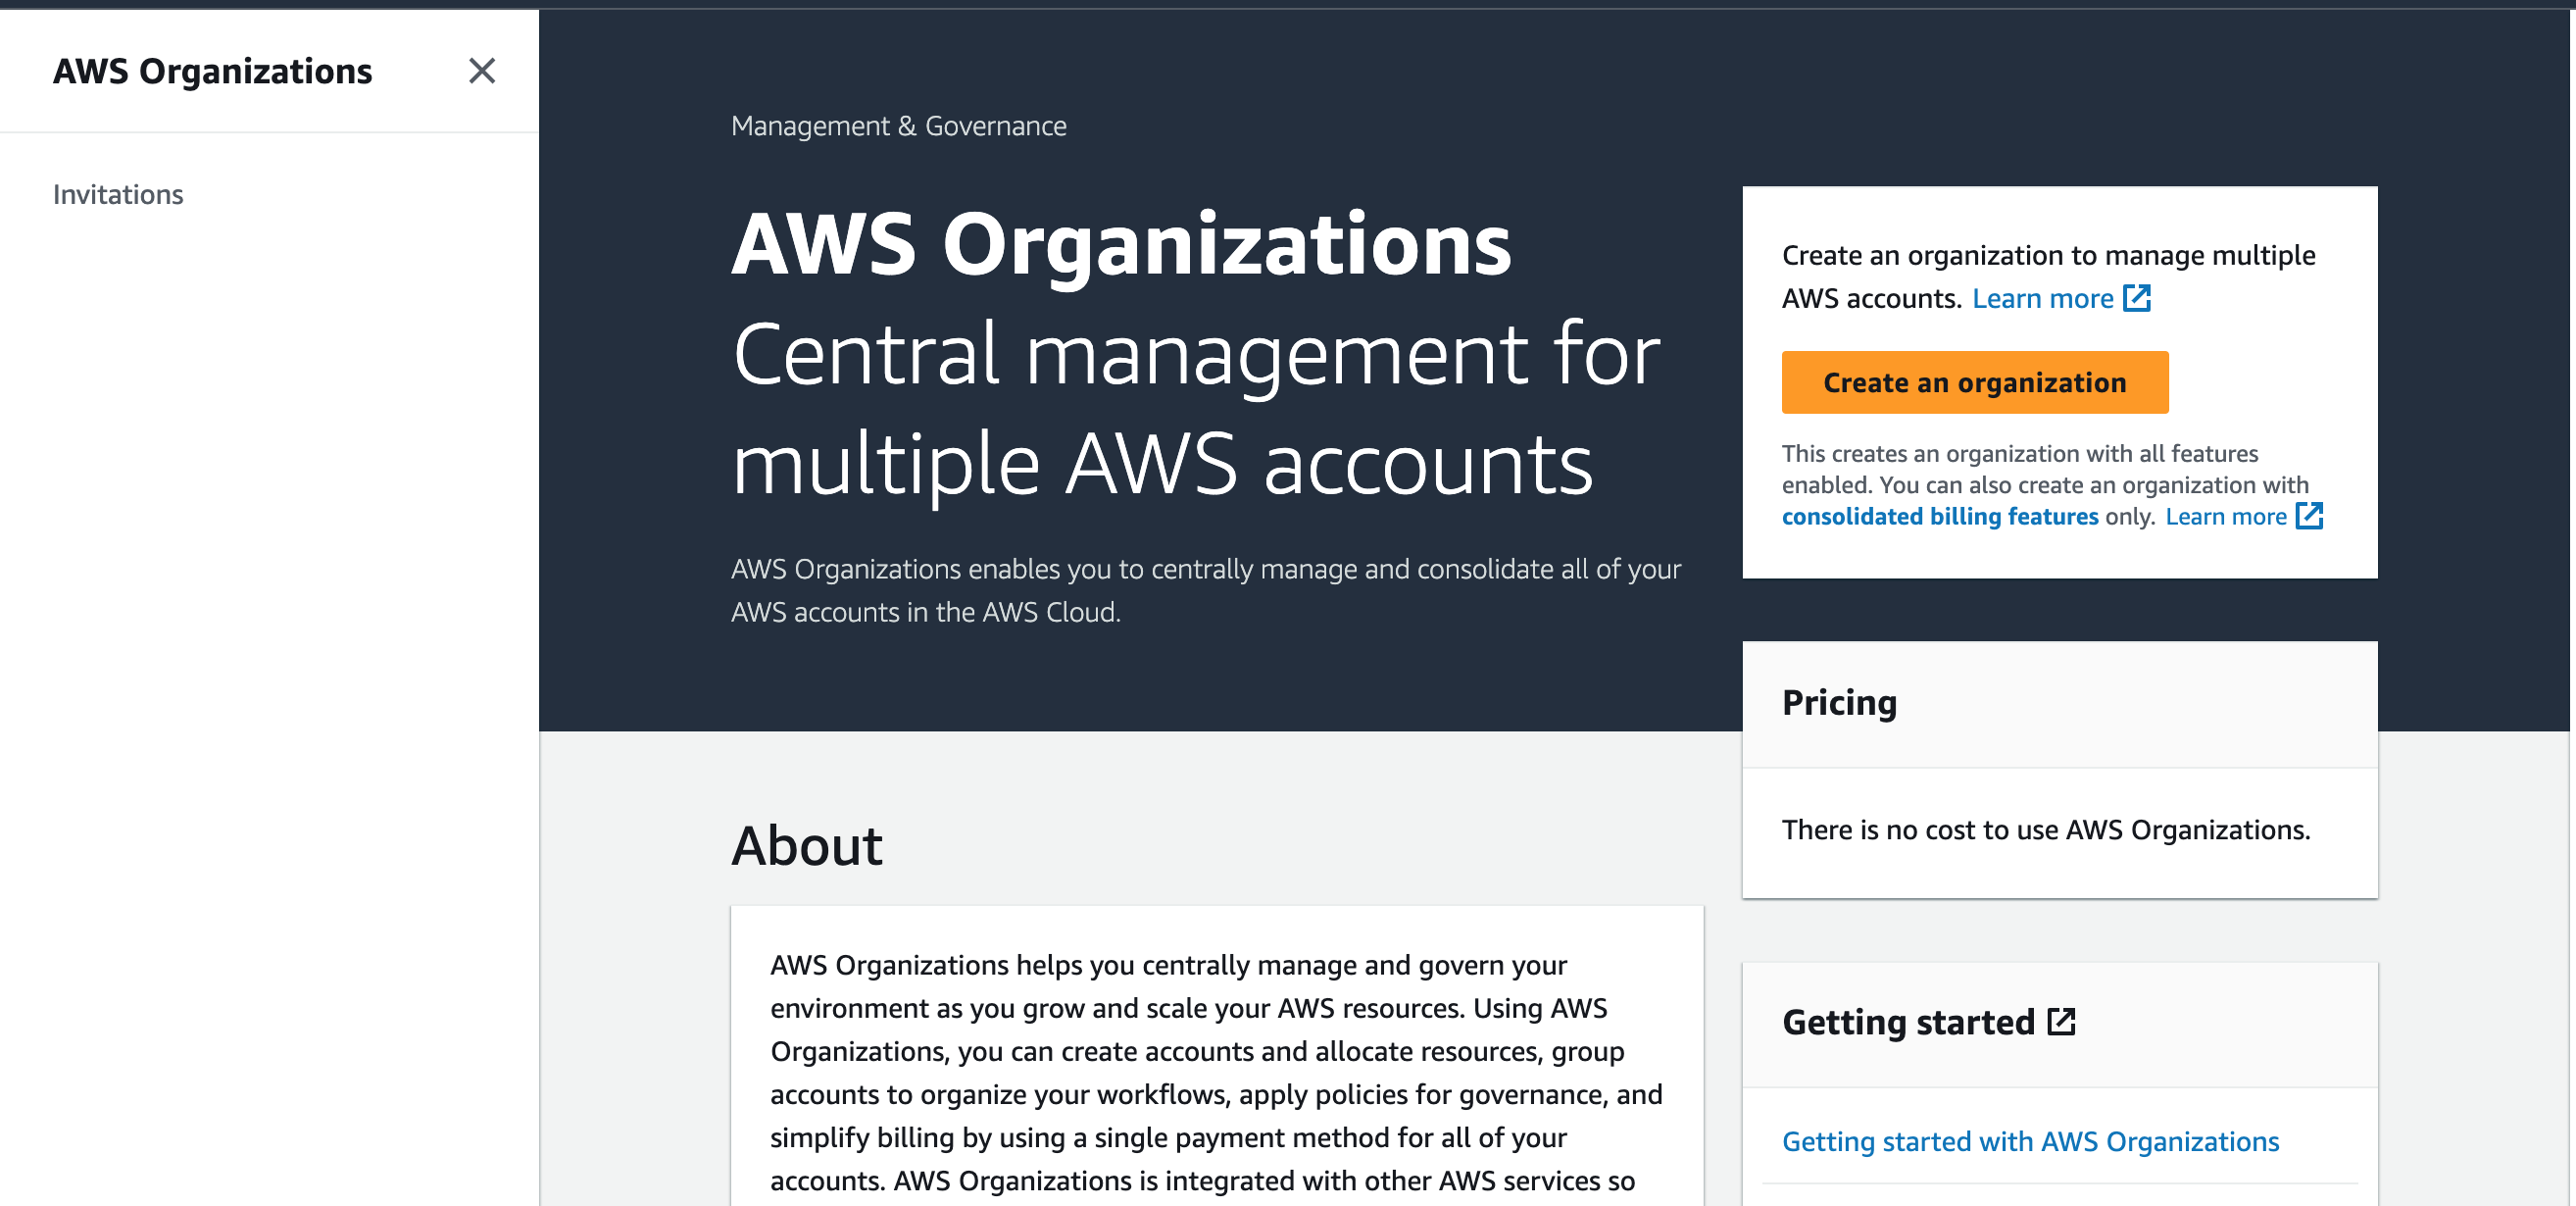 AWS Organizations
Invitations
Management & Governance
AWS Organizations
Central management for
multiple AWS accounts
AWS Organizations enables you to centrally manage and consolidate all of your
AWS accounts in the AWS Cloud.
Create an organization to manage multiple
AWS accounts. Learn more
Create an organization
This creates an organization with all features
enabled. You can also create an organization with
consolidated billing features only. Learn more
Pricing
There is no cost to use AWS Organizations.
About
AWS Organizations helps you centrally manage and govern your
environment as you grow and scale your AWS resources. Using AWS
Organizations, you can create accounts and allocate resources, group
accounts to organize your workflows, apply policies for governance, and
simplify billing by using a single payment method for all of your
accounts. AWS Organizations is integrated with other AWS services so
Getting started
Getting started with AWS Organizations